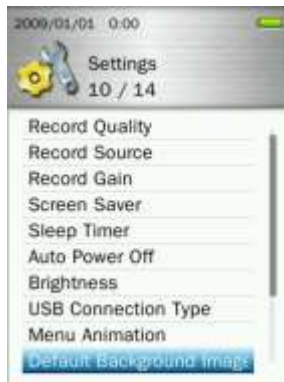 2009/01/01 0:00
Settings
10 / 14
Record Quality
Record Source
Record Gain
Screen Saver
Sleep Timer
Auto Power Off
Brightness
USB Connection Type
Menu Animation
Default Background Image